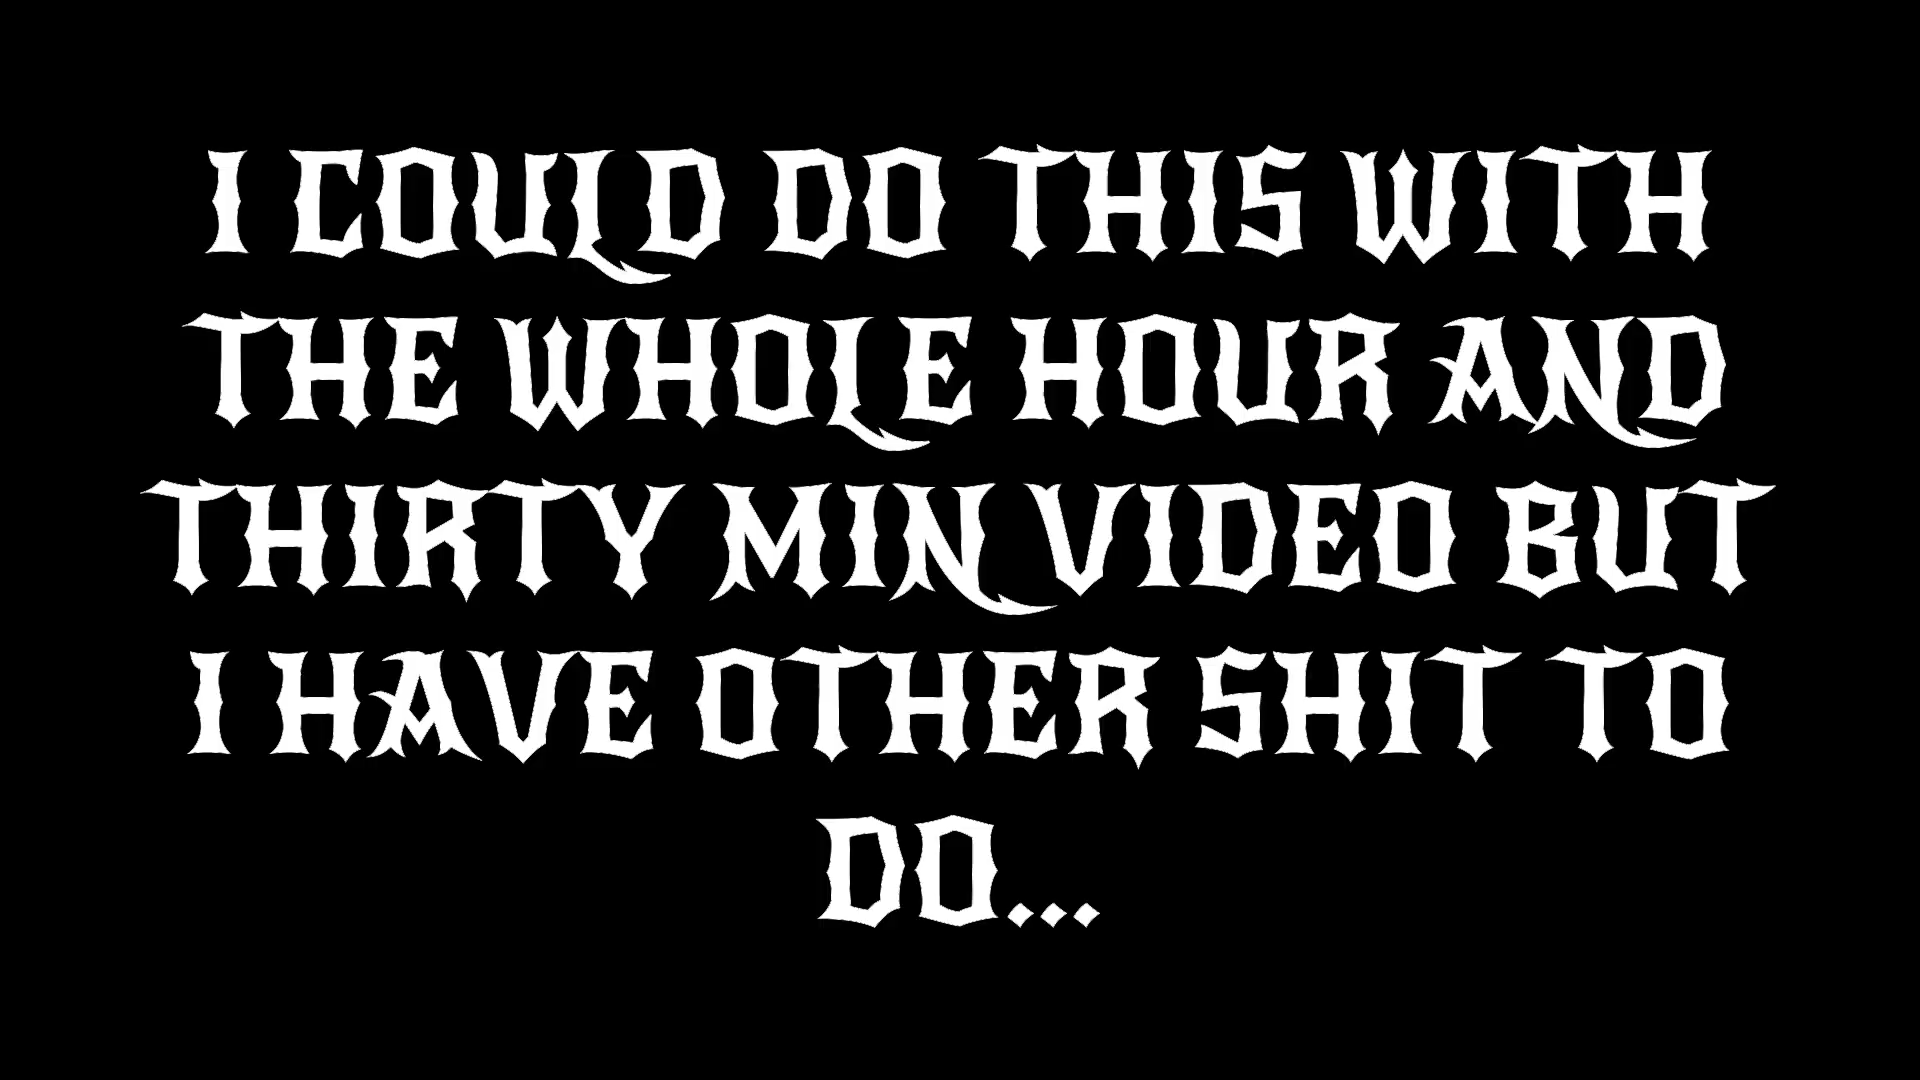 I COULD DO THIS WITH
THE WHOLE HOUR AND
THIRTY MIN VIDEO BUT
I HAVE OTHER SHIT TO
DO...